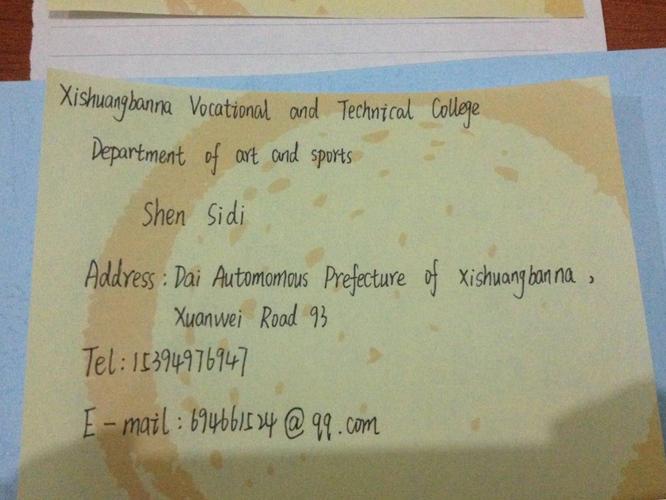 Xishuangbanna Vocational and Technical College
Department of art and sports
Shen Sidi
Address: Dai Automomous Prefecture of Xishuangbanna,
Xuanwei Road 93
Tel: 15394976947
E-mail: 694661524@qq.com